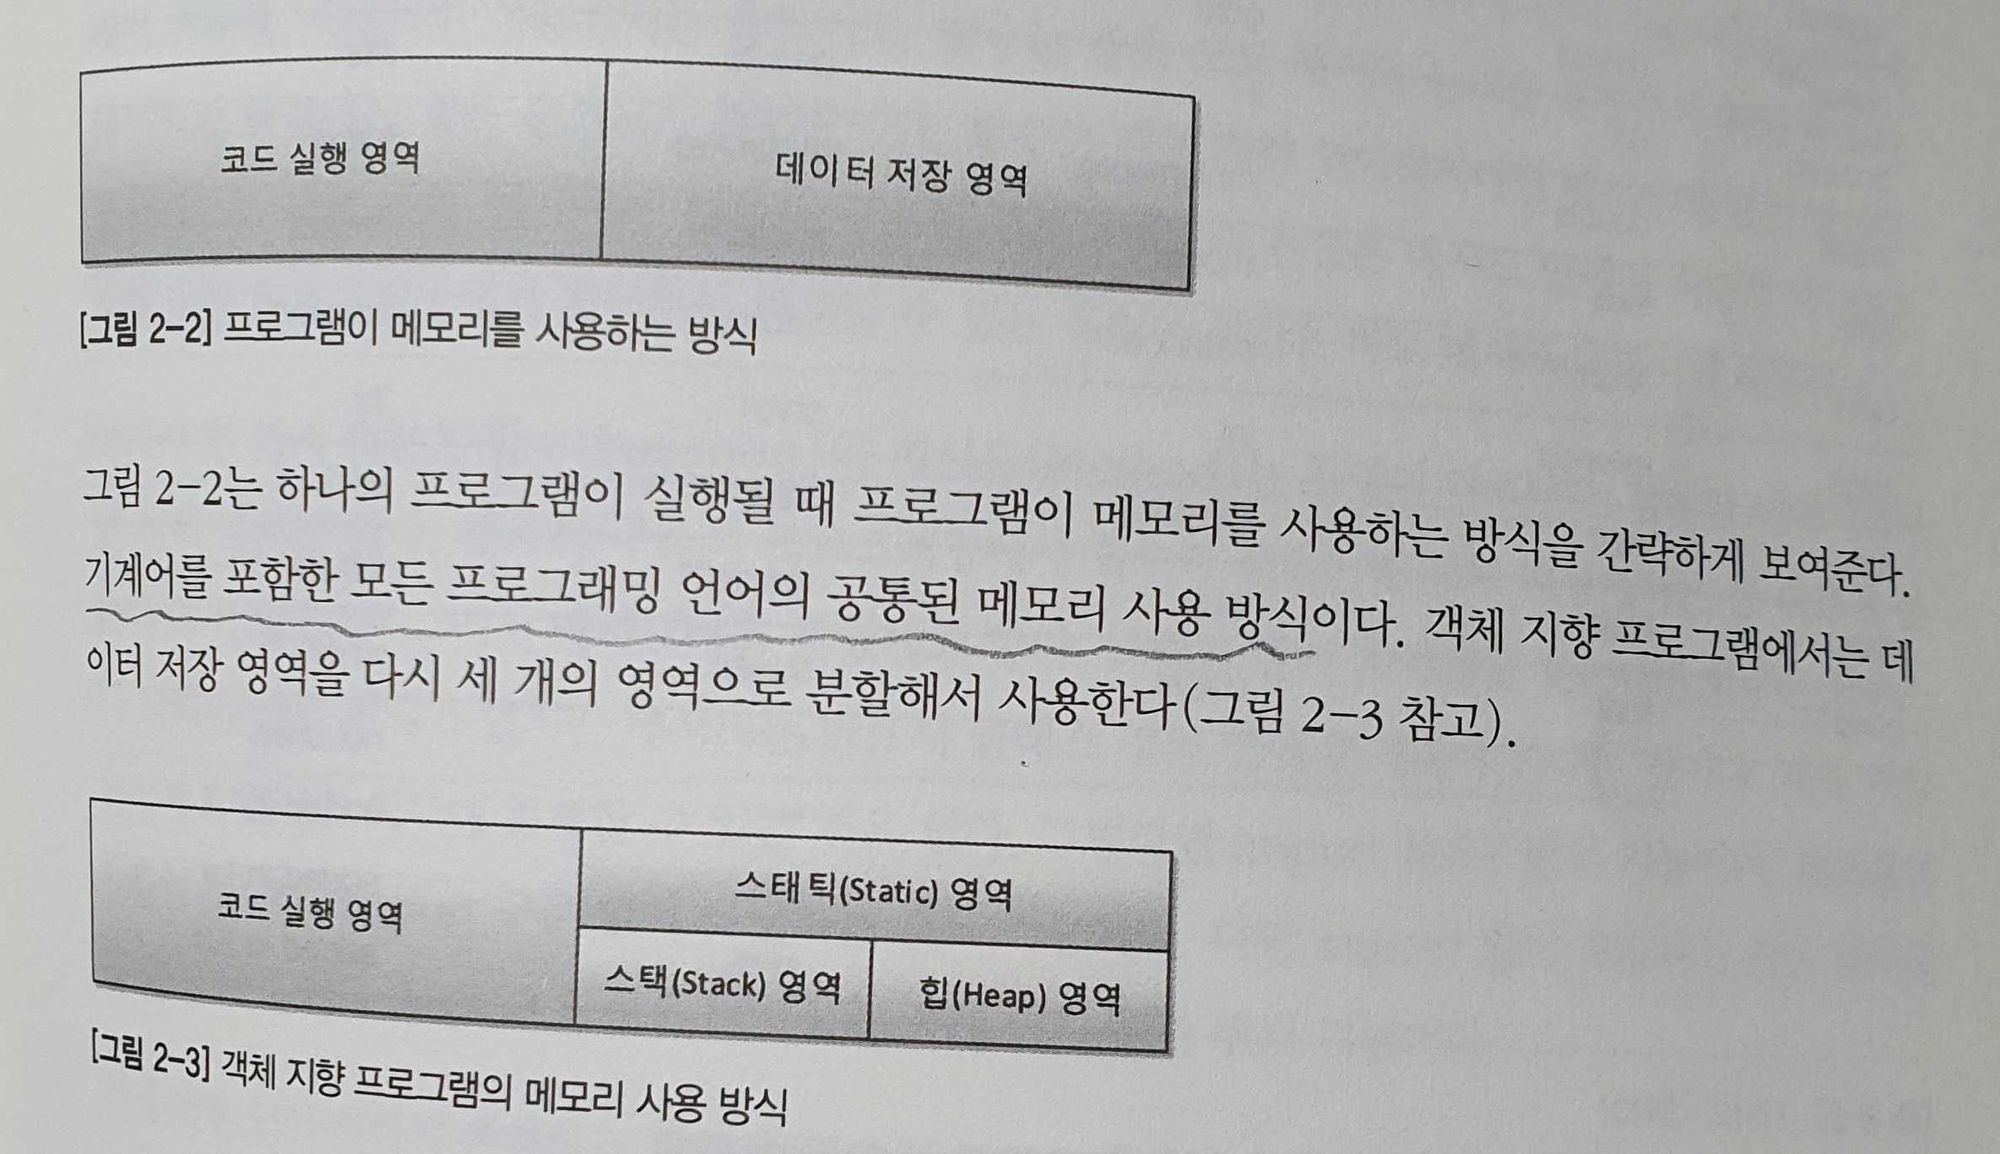 코드 실행 영역
데이터 저장 영역
[그림 2-2] 프로그램이 메모리를 사용하는 방식
그림 2-2는 하나의 프로그램이 실행될 때 프로그램이 메모리를 사용하는 방식을 간략하게 보여준다.
기계어를 포함한 모든 프로그래밍 언어의 공통된 메모리 사용 방식이다. 객체 지향 프로그램에서는 데
이터 저장 영역을 다시 세 개의 영역으로 분할해서 사용한다(그림 2-3 참고).
코드 실행 영역
스태틱(Static) 영역
스택(Stack) 영역
힙(Heap) 영역
[그림 2-3] 객체 지향 프로그램의 메모리 사용 방식